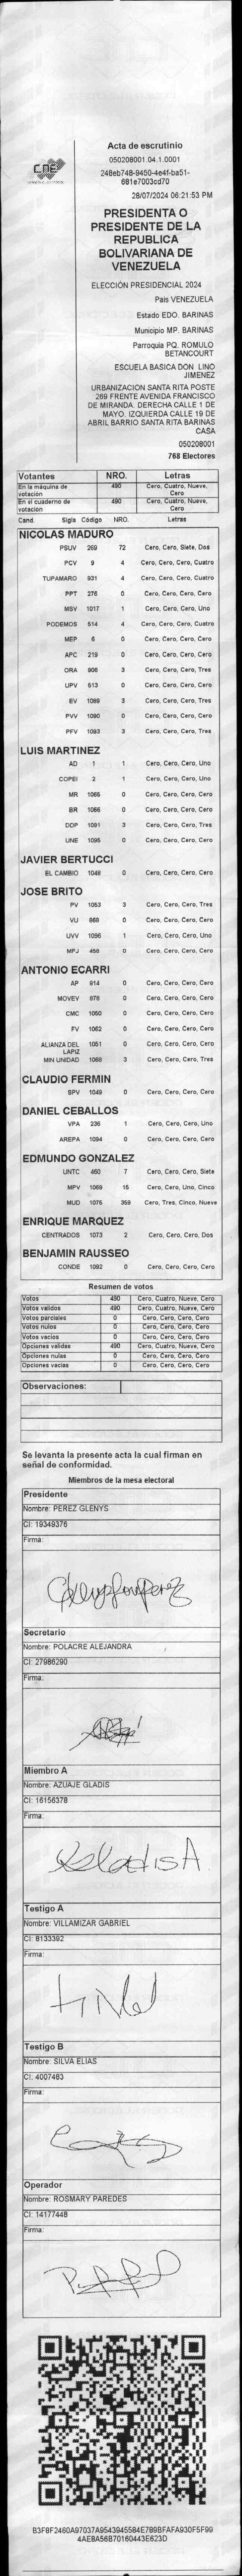 CNE
Acta de escrutinio
050208001.04.1.0001
248eb748-9450-4e4f-ba51-
681e7003cd70
28/07/2024 06:21:53 PM
PRESIDENTA O
PRESIDENTE DE LA
REPUBLICA
BOLIVARIANA DE
VENEZUELA
ELECCIÓN PRESIDENCIAL 2024
País VENEZUELA
Estado EDO. BARINAS
Municipio MP. BARINAS
Parroquia PQ. ROMULO
BETANCOURT
ESCUELA BASICA DON LINO
JIMENEZ
URBANIZACION SANTA RITA POSTE
269 FRENTE AVENIDA FRANCISCO
DE MIRANDA. DERECHA CALLE 1 DE
MAYO. IZQUIERDA CALLE 19 DE
ABRIL BARRIO SANTA RITA BARINAS
CASA
050208001
768 Electores
Votantes NRO. Letras
En la máquina de votación 490 Cero, Cuatro, Nueve, Cero
En el cuaderno de votación 490 Cero, Cuatro, Nueve, Cero
Cand. Sigla Código NRO. Letras
NICOLAS MADURO
PSUV 269 72 Cero, Cero, Siete, Dos
PCV 9 4 Cero, Cero, Cero, Cuatro
TUPAMARO 931 4 Cero, Cero, Cero, Cuatro
PPT 276 0 Cero, Cero, Cero, Cero
MSV 1017 1 Cero, Cero, Cero, Uno
PODEMOS 514 4 Cero, Cero, Cero, Cuatro
MEP 6 0 Cero, Cero, Cero, Cero
APC 219 0 Cero, Cero, Cero, Cero
ORA 906 3 Cero, Cero, Cero, Tres
UPV 513 0 Cero, Cero, Cero, Cero
EV 1089 3 Cero, Cero, Cero, Tres
PVV 1090 0 Cero, Cero, Cero, Cero
PFV 1093 3 Cero, Cero, Cero, Tres
LUIS MARTINEZ
AD 1 1 Cero, Cero, Cero, Uno
COPEI 2 1 Cero, Cero, Cero, Uno
MR 1065 0 Cero, Cero, Cero, Cero
BR 1066 0 Cero, Cero, Cero, Cero
DDP 1091 3 Cero, Cero, Cero, Tres
UNE 1095 0 Cero, Cero, Cero, Cero
JAVIER BERTUCCI
EL CAMBIO 1048 0 Cero, Cero, Cero, Cero
JOSE BRITO
PV 1053 3 Cero, Cero, Cero, Tres
VU 868 0 Cero, Cero, Cero, Cero
UVV 1096 1 Cero, Cero, Cero, Uno
MPJ 458 0 Cero, Cero, Cero, Cero
ANTONIO ECARRI
AP 914 0 Cero, Cero, Cero, Cero
MOVEV 878 0 Cero, Cero, Cero, Cero
CMC 1050 0 Cero, Cero, Cero, Cero
FV 1062 0 Cero, Cero, Cero, Cero
ALIANZA DEL LAPIZ 1051 0 Cero, Cero, Cero, Cero
MIN UNIDAD 1068 3 Cero, Cero, Cero, Tres
CLAUDIO FERMIN
SPV 1049 0 Cero, Cero, Cero, Cero
DANIEL CEBALLOS
VPA 236 1 Cero, Cero, Cero, Uno
AREPA 1094 0 Cero, Cero, Cero, Cero
EDMUNDO GONZALEZ
UNTC 460 7 Cero, Cero, Cero, Siete
MPV 1069 15 Cero, Cero, Uno, Cinco
MUD 1075 359 Cero, Tres, Cinco, Nueve
ENRIQUE MARQUEZ
CENTRADOS 1073 2 Cero, Cero, Cero, Dos
BENJAMIN RAUSSEO
CONDE 1092 0 Cero, Cero, Cero, Cero
Resumen de votos
Votos 490 Cero, Cuatro, Nueve, Cero
Votos validos 490 Cero, Cuatro, Nueve, Cero
Votos parciales 0 Cero, Cero, Cero, Cero
Votos nulos 0 Cero, Cero, Cero, Cero
Votos vacios 0 Cero, Cero, Cero, Cero
Opciones validas 490 Cero, Cuatro, Nueve, Cero
Opciones nulas 0 Cero, Cero, Cero, Cero
Opciones vacias 0 Cero, Cero, Cero, Cero
Observaciones:
Se levanta la presente acta la cual firman en
señal de conformidad.
Miembros de la mesa electoral
Presidente
Nombre: PEREZ GLENYS
CI: 19349376
Firma:
Secretario
Nombre: POLACRE ALEJANDRA
CI: 27986290
Firma:
Miembro A
Nombre: AZUAJE GLADIS
CI: 16156378
Firma:
Gladis A
Testigo A
Nombre: VILLAMIZAR GABRIEL
CI: 8133392
Firma:
Testigo B
Nombre: SILVA ELIAS
CI: 4007483
Firma:
Operador
Nombre: ROSMARY PAREDES
CI: 14177448
Firma:
B3F8F2460A97037A9543945584E789BFAFA930F5F99
4AEBA56B70160443E623D